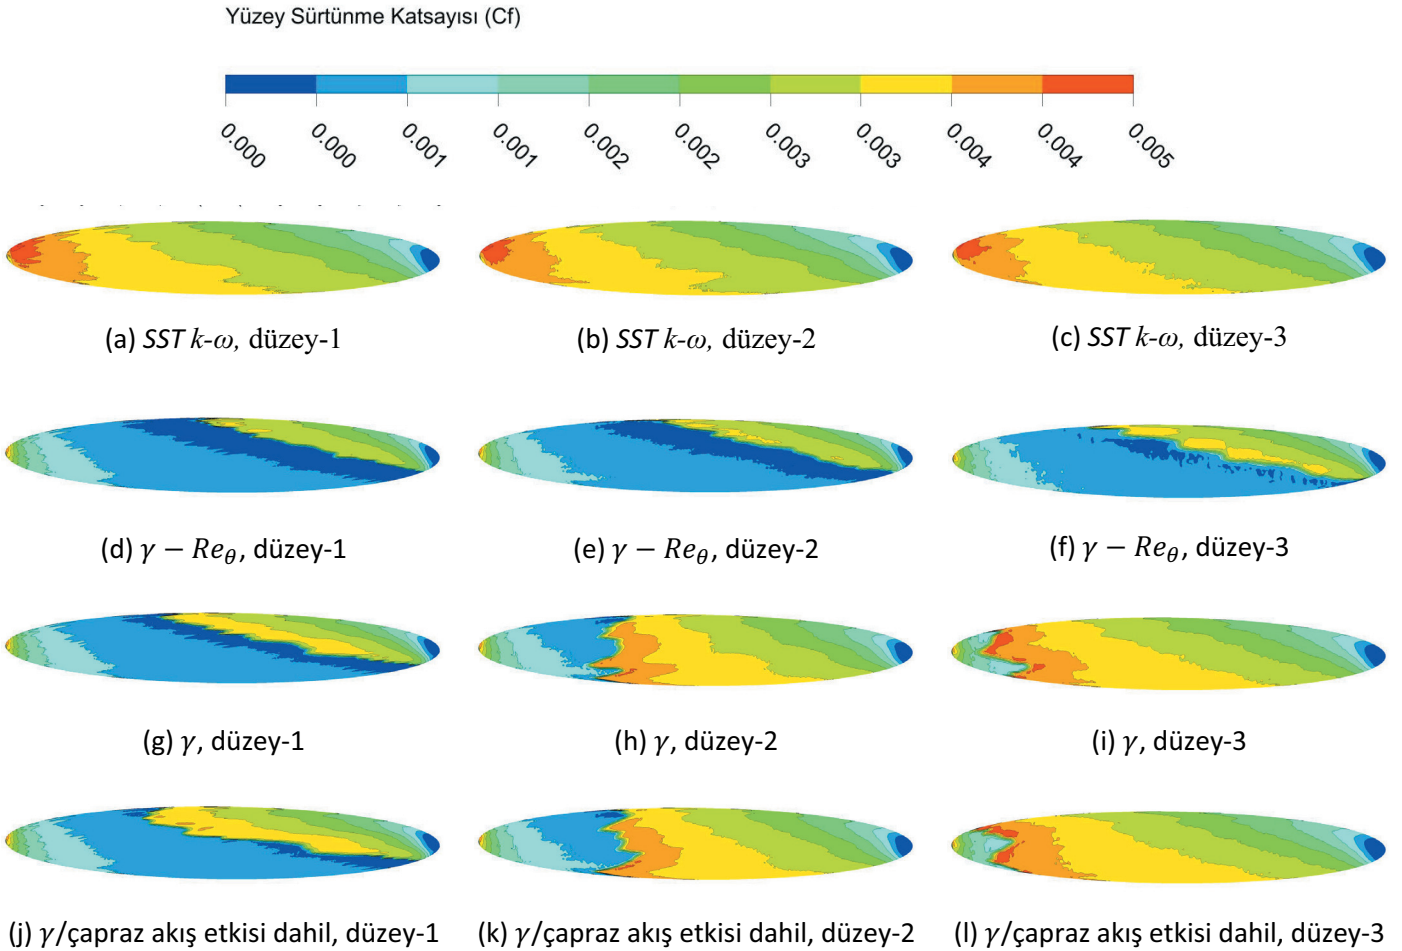 Yüzey Sürtünme Katsayısı (Cf)
0.000 0.000 0.001 0.001 0.002 0.002 0.003 0.003 0.004 0.004 0.005
(a) SST k-ω, düzey-1 (b) SST k-ω, düzey-2 (c) SST k-ω, düzey-3
(d) γ − Reθ, düzey-1 (e) γ − Reθ, düzey-2 (f) γ − Reθ, düzey-3
(g) γ, düzey-1 (h) γ, düzey-2 (i) γ, düzey-3
(j) γ/çapraz akış etkisi dahil, düzey-1 (k) γ/çapraz akış etkisi dahil, düzey-2 (l) γ/çapraz akış etkisi dahil, düzey-3